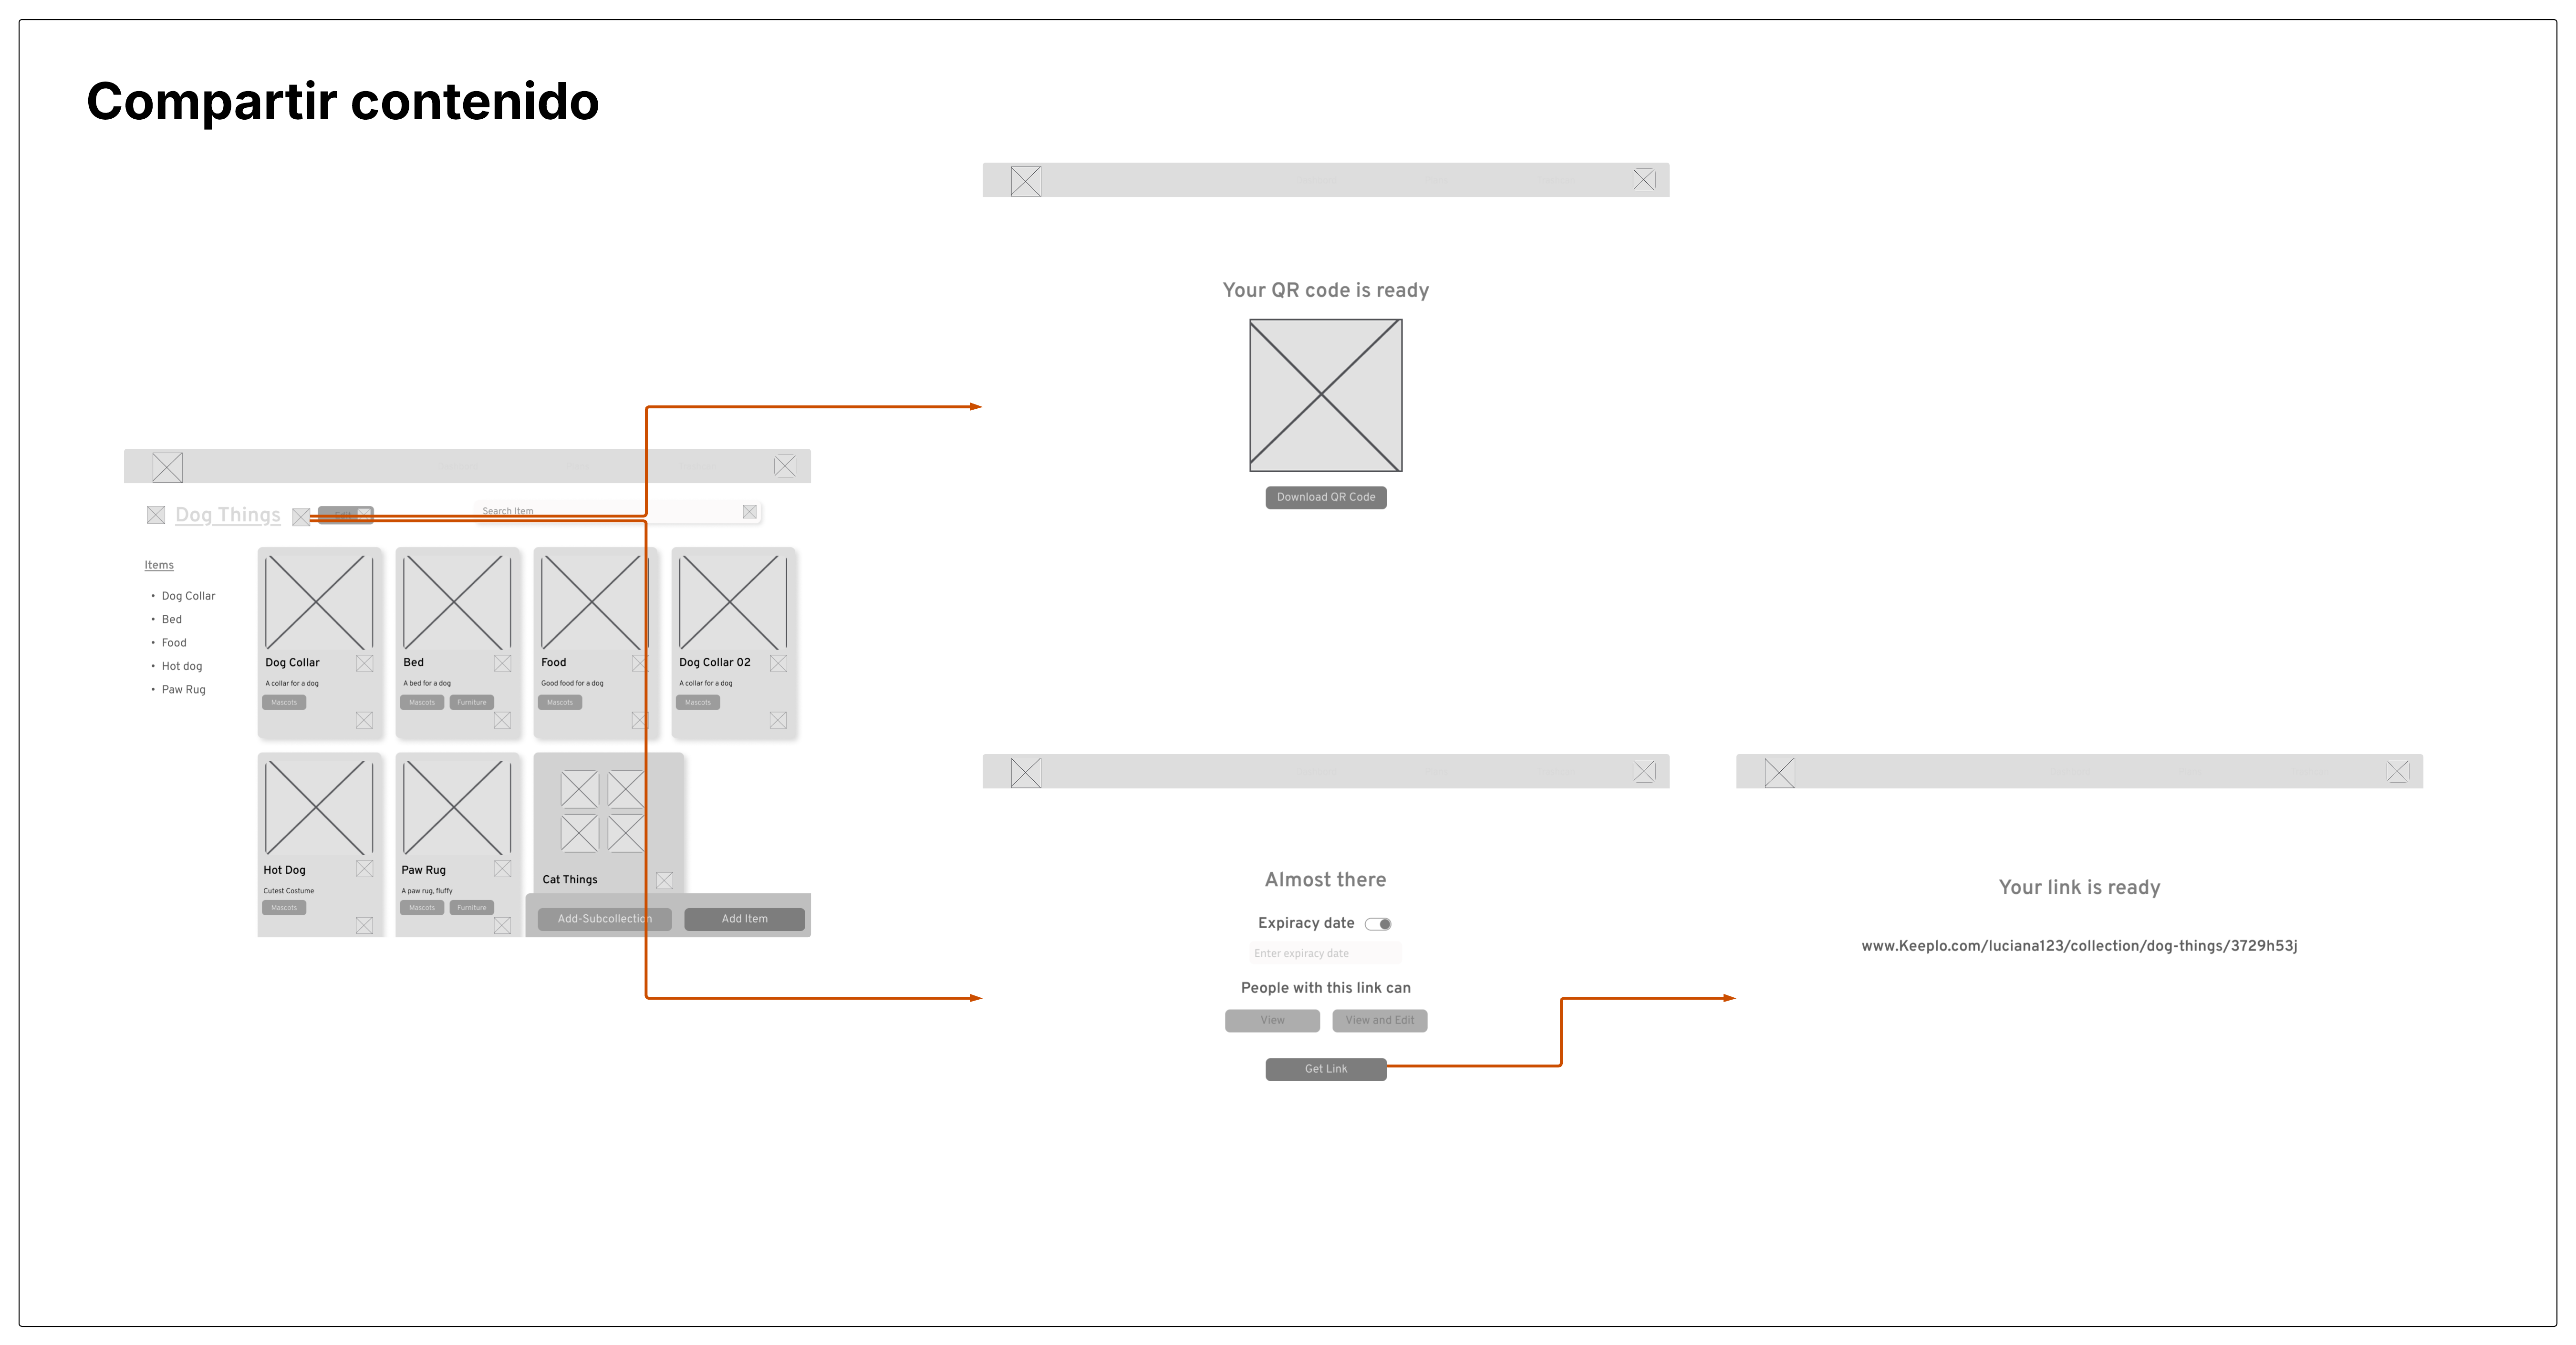 Compartir contenido
Your QR code is ready
Download QR Code
Dog Things
Edit
Search Item
Items
• Dog Collar
• Bed
• Food
• Hot dog
• Paw Rug
Dog Collar
A collar for a dog
Mascots
Bed
A bed for a dog
Mascots Furniture
Food
Good food for a dog
Mascots
Dog Collar 02
A collar for a dog
Mascots
Hot Dog
Cutest Costume
Mascots
Paw Rug
A paw rug, fluffy
Mascots Furniture
Cat Things
Add-Subcollection
Add Item
Almost there
Expiracy date
Enter expiracy date
People with this link can
View
View and Edit
Get Link
Your link is ready
www.Keeplo.com/luciana123/collection/dog-things/3729h53j